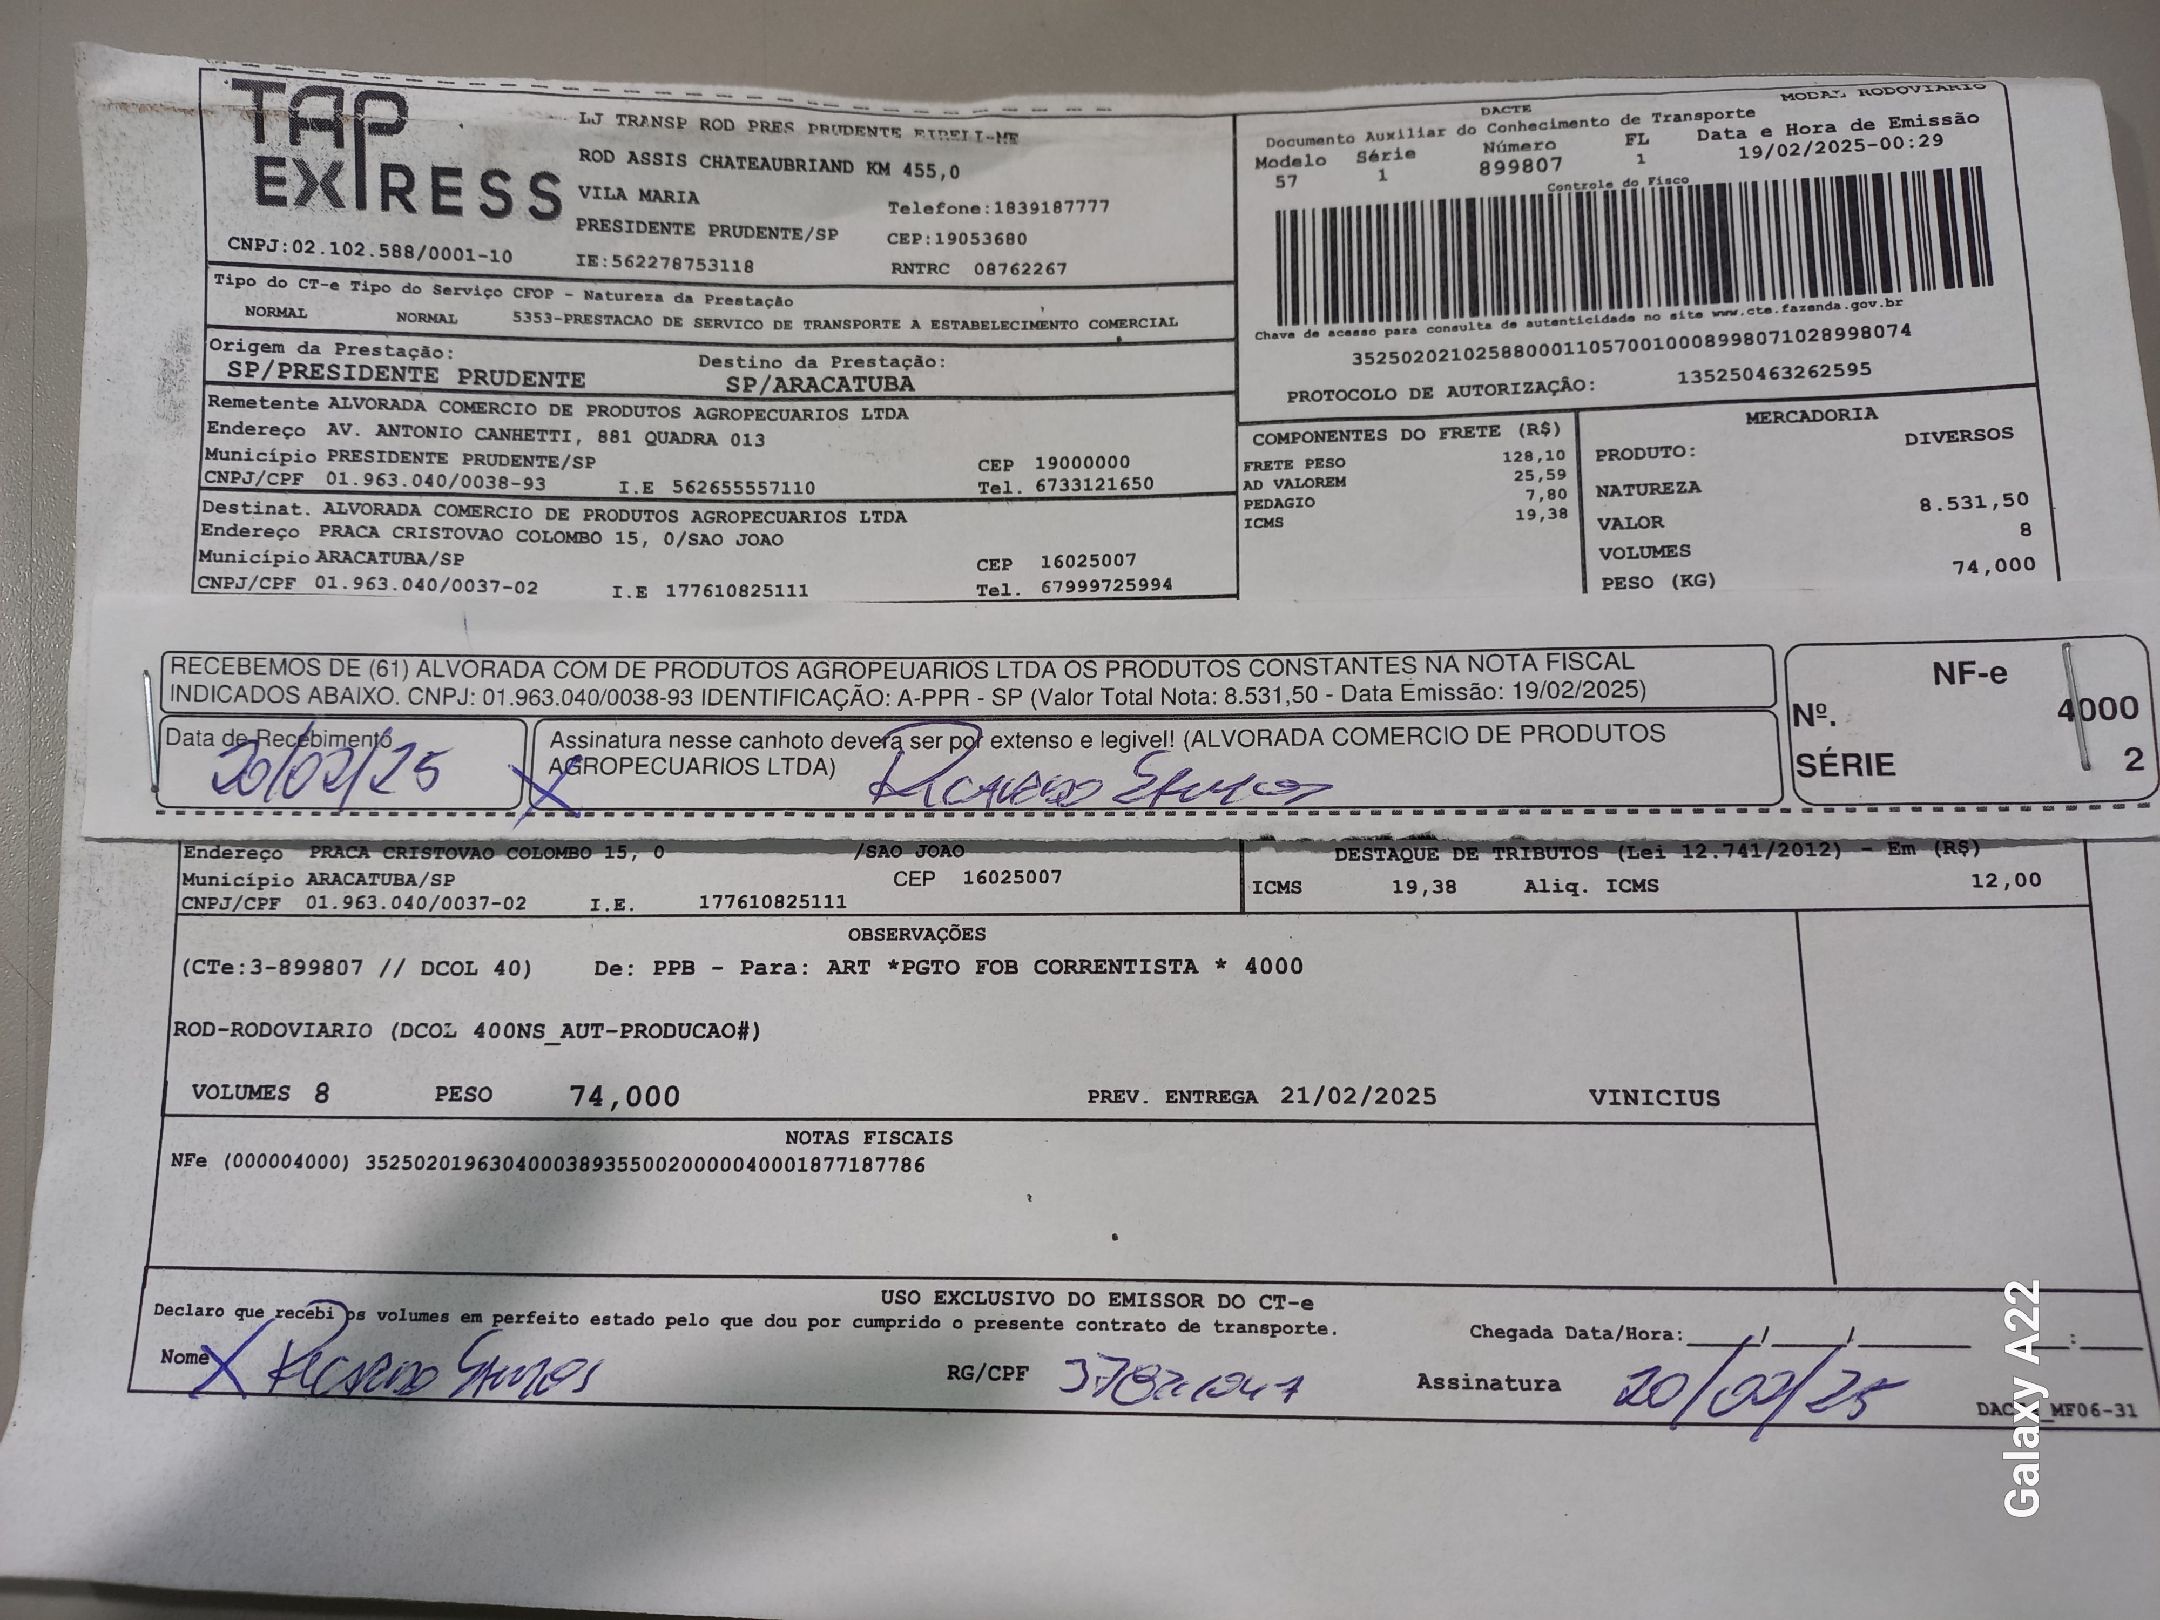 TAP
EXPRESS
LJ TRANSP ROD PRES PRUDENTE EIRELI-ME
ROD ASSIS CHATEAUBRIAND KM 455,0
VILA MARIA
Telefone:1839187777
PRESIDENTE PRUDENTE/SP CEP:19053680
CNPJ:02.102.588/0001-10 IE:562278753118 RNTRC 08762267
DACTE MODAL RODOVIARIO
Documento Auxiliar do Conhecimento de Transporte
Modelo Série Número FL Data e Hora de Emissão
57 1 899807 1 19/02/2025-00:29
Controle do Fisco
Chave de acesso para consulta de autenticidade no site www.cte.fazenda.gov.br
35250202102588000110570010008998071028998074
PROTOCOLO DE AUTORIZAÇÃO: 135250463262595
Tipo do CT-e Tipo do Serviço CFOP - Natureza da Prestação
NORMAL NORMAL 5353-PRESTACAO DE SERVICO DE TRANSPORTE A ESTABELECIMENTO COMERCIAL
Origem da Prestação: Destino da Prestação:
SP/PRESIDENTE PRUDENTE SP/ARACATUBA
Remetente ALVORADA COMERCIO DE PRODUTOS AGROPECUARIOS LTDA
Endereço AV. ANTONIO CANHETTI, 881 QUADRA 013
Município PRESIDENTE PRUDENTE/SP CEP 19000000
CNPJ/CPF 01.963.040/0038-93 I.E 562655557110 Tel. 6733121650
Destinat. ALVORADA COMERCIO DE PRODUTOS AGROPECUARIOS LTDA
Endereço PRACA CRISTOVAO COLOMBO 15, 0/SAO JOAO
Município ARACATUBA/SP CEP 16025007
CNPJ/CPF 01.963.040/0037-02 I.E 177610825111 Tel. 67999725994
COMPONENTES DO FRETE (R$)
FRETE PESO 128,10
AD VALOREM 25,59
PEDAGIO 7,80
ICMS 19,38
MERCADORIA
PRODUTO: DIVERSOS
NATUREZA
VALOR 8.531,50
VOLUMES 8
PESO (KG) 74,000
RECEBEMOS DE (61) ALVORADA COM DE PRODUTOS AGROPEUARIOS LTDA OS PRODUTOS CONSTANTES NA NOTA FISCAL
INDICADOS ABAIXO. CNPJ: 01.963.040/0038-93 IDENTIFICAÇÃO: A-PPR - SP (Valor Total Nota: 8.531,50 - Data Emissão: 19/02/2025)
NF-e
Nº. 4000
SÉRIE 2
Data de Recebimento
20/02/25
Assinatura nesse canhoto deverá ser por extenso e legivel! (ALVORADA COMERCIO DE PRODUTOS
AGROPECUARIOS LTDA)
X Ricardo Santos
Endereço PRACA CRISTOVAO COLOMBO 15, 0 /SAO JOAO
Município ARACATUBA/SP CEP 16025007
CNPJ/CPF 01.963.040/0037-02 I.E. 177610825111
DESTAQUE DE TRIBUTOS (Lei 12.741/2012) - Em (R$)
ICMS 19,38 Aliq. ICMS 12,00
OBSERVAÇÕES
(CTe:3-899807 // DCOL 40) De: PPB - Para: ART *PGTO FOB CORRENTISTA * 4000
ROD-RODOVIARIO (DCOL 400NS_AUT-PRODUCAO#)
VOLUMES 8 PESO 74,000 PREV. ENTREGA 21/02/2025 VINICIUS
NOTAS FISCAIS
NFe (000004000) 35250201963040003893550020000040001877187786
USO EXCLUSIVO DO EMISSOR DO CT-e
Declaro que recebi os volumes em perfeito estado pelo que dou por cumprido o presente contrato de transporte.
Chegada Data/Hora:____/____/______ __:____
Nome X Ricardo Santos RG/CPF Assinatura 20/02/25
MF06-31
Galaxy A22